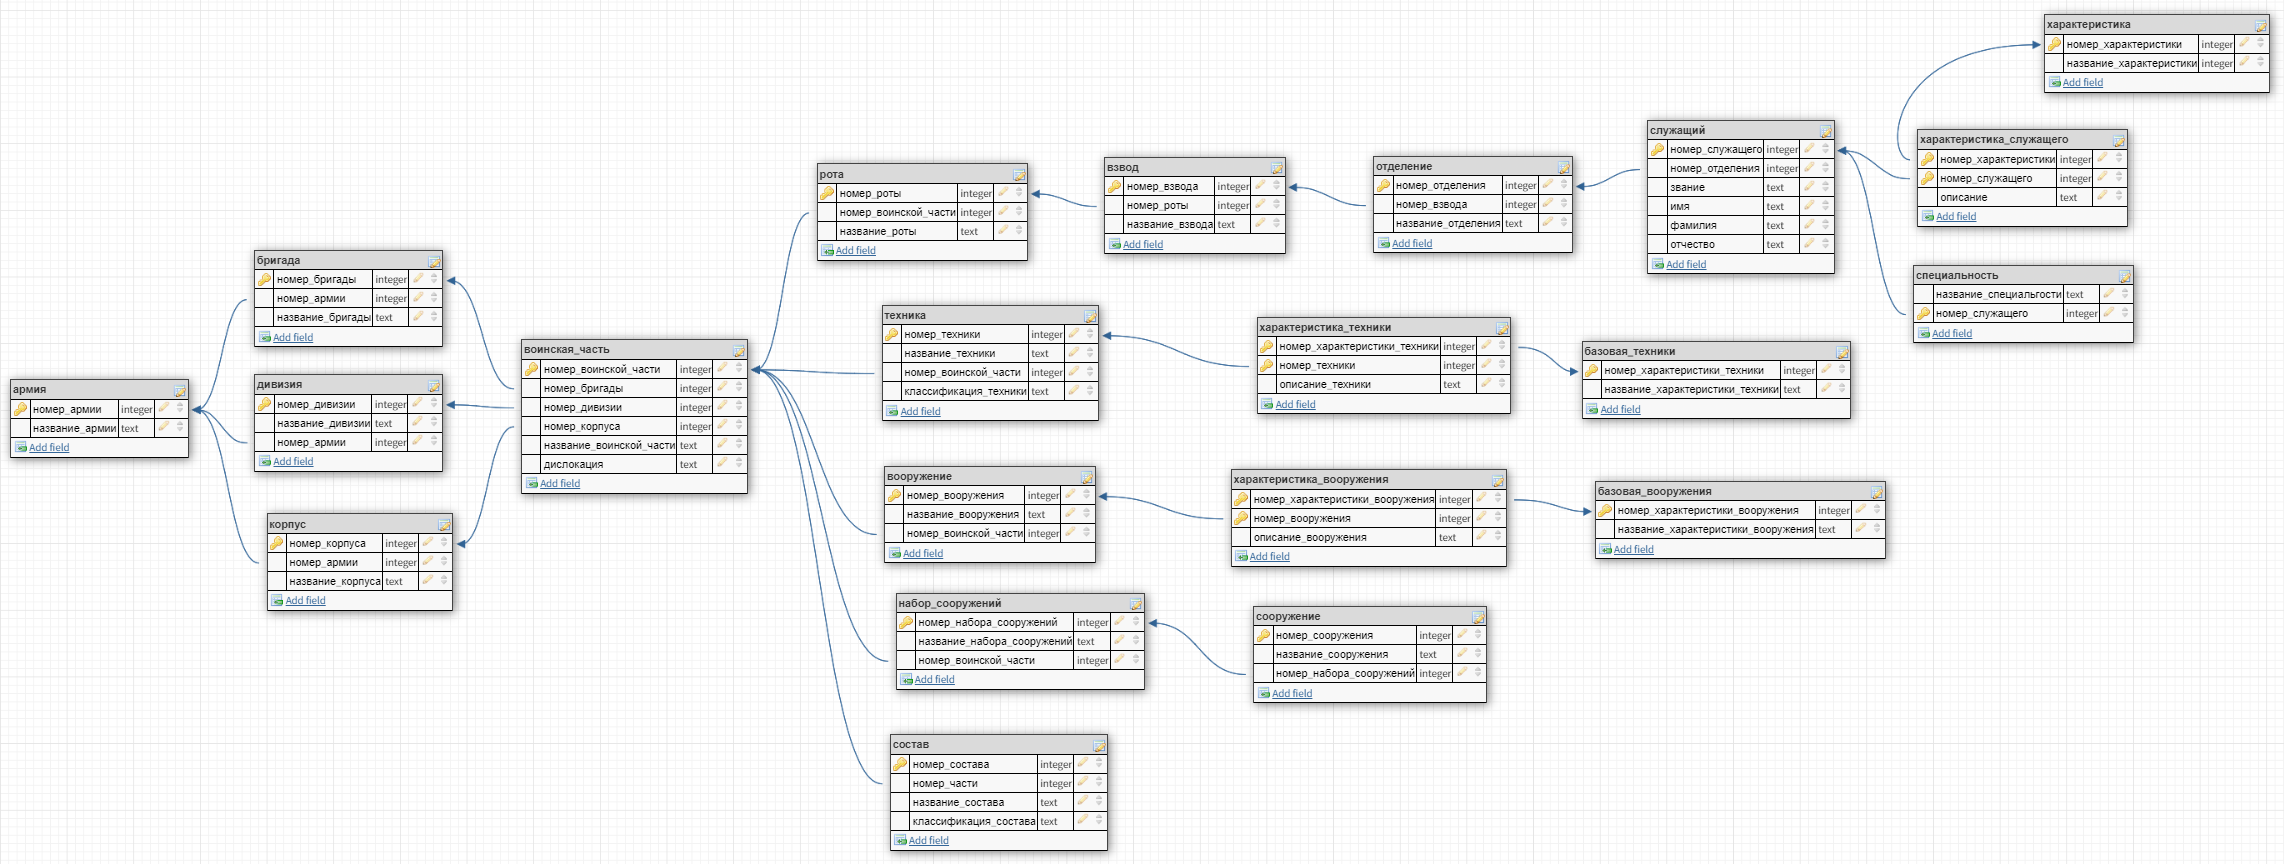 характеристика
номер_характеристики integer
название_характеристики integer
Add field
служащий
номер_служащего integer
номер_отделения integer
звание text
имя text
фамилия text
отчество text
Add field
характеристика_служащего
номер_характеристики integer
номер_служащего integer
описание text
Add field
специальность
название_специальгости text
номер_служащего integer
Add field
рота
номер_роты integer
номер_воинской_части integer
название_роты text
Add field
взвод
номер_взвода integer
номер_роты integer
название_взвода text
Add field
отделение
номер_отделения integer
номер_взвода integer
название_отделения text
Add field
бригада
номер_бригады integer
номер_армии integer
название_бригады text
Add field
армия
номер_армии integer
название_армии text
Add field
дивизия
номер_дивизии integer
название_дивизии text
номер_армии integer
Add field
корпус
номер_корпуса integer
номер_армии integer
название_корпуса text
Add field
воинская_часть
номер_воинской_части integer
номер_бригады integer
номер_дивизии integer
номер_корпуса integer
название_воинской_части text
дислокация text
Add field
техника
номер_техники integer
название_техники text
номер_воинской_части integer
классификация_техники text
Add field
характеристика_техники
номер_характеристики_техники integer
номер_техники integer
описание_техники text
Add field
базовая_техники
номер_характеристики_техники integer
название_характеристики_техники text
Add field
вооружение
номер_вооружения integer
название_вооружения text
номер_воинской_части integer
Add field
характеристика_вооружения
номер_характеристики_вооружения integer
номер_вооружения integer
описание_вооружения text
Add field
базовая_вооружения
номер_характеристики_вооружения integer
название_характеристики_вооружения text
Add field
набор_сооружений
номер_набора_сооружений integer
название_набора_сооружений text
номер_воинской_части integer
Add field
сооружение
номер_сооружения integer
название_сооружения text
номер_набора_сооружений integer
Add field
состав
номер_состава integer
номер_части integer
название_состава text
классификация_состава text
Add field